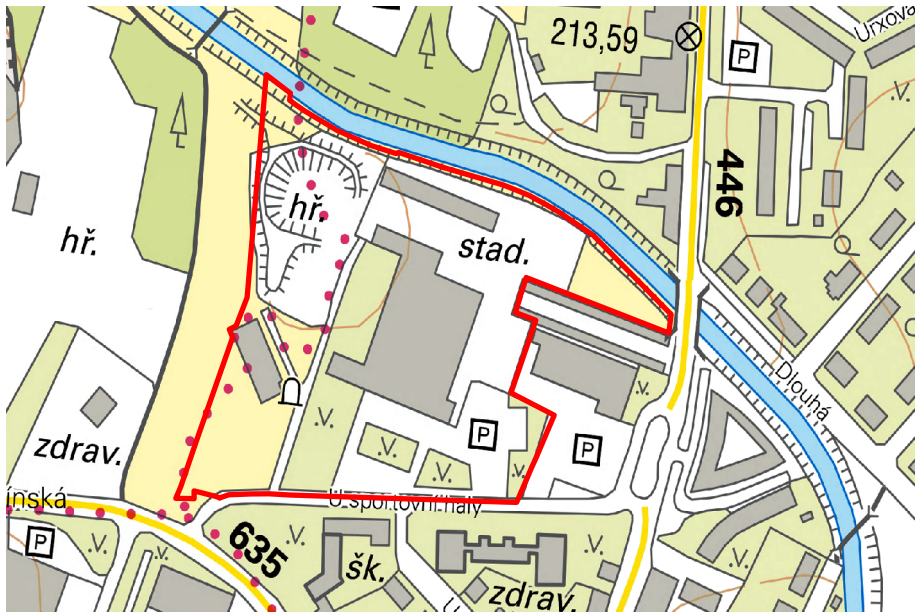 213,59
P
Urxova
446
.V.
hř.
hř.
stad.
Dlouhá
.V.
zdrav.
.V.
.V.
P
P
.V.
.V.
ínská
U sportovní haly
635
P
.V.
.V.
.V.
.V.
šk.
zdrav.
U